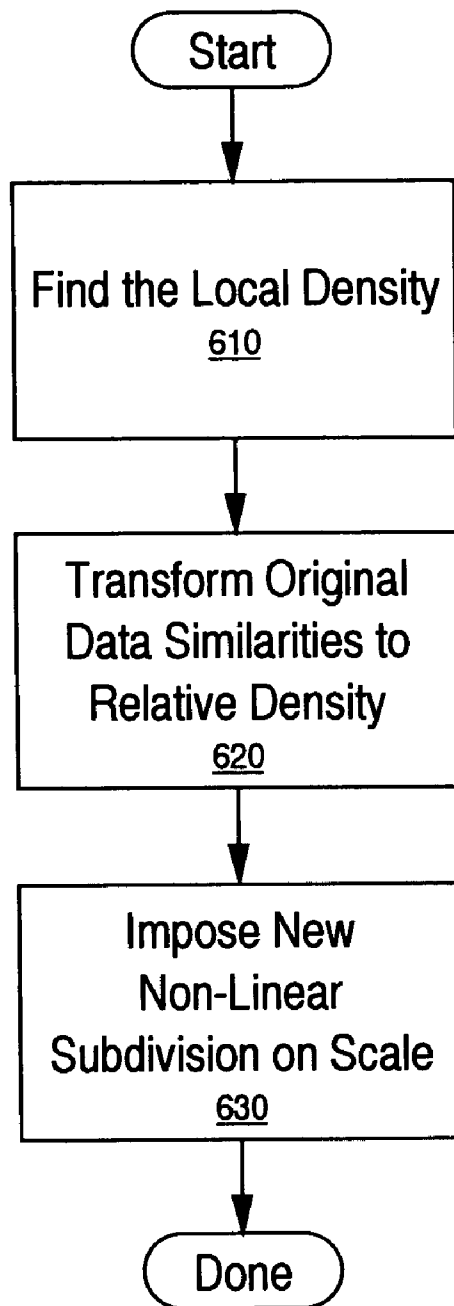 Start
Find the Local Density
610
Transform Original
Data Similarities to
Relative Density
620
Impose New
Non-Linear
Subdivision on Scale
630
Done